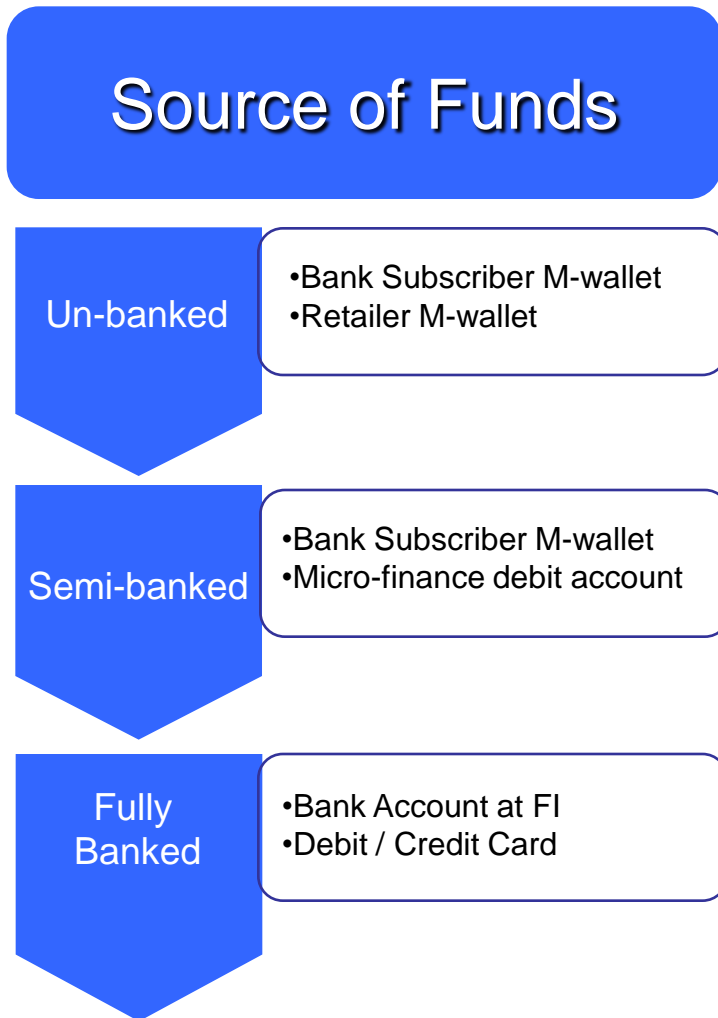 Source of Funds
Un-banked
•Bank Subscriber M-wallet
•Retailer M-wallet
Semi-banked
•Bank Subscriber M-wallet
•Micro-finance debit account
Fully
Banked
•Bank Account at FI
•Debit / Credit Card